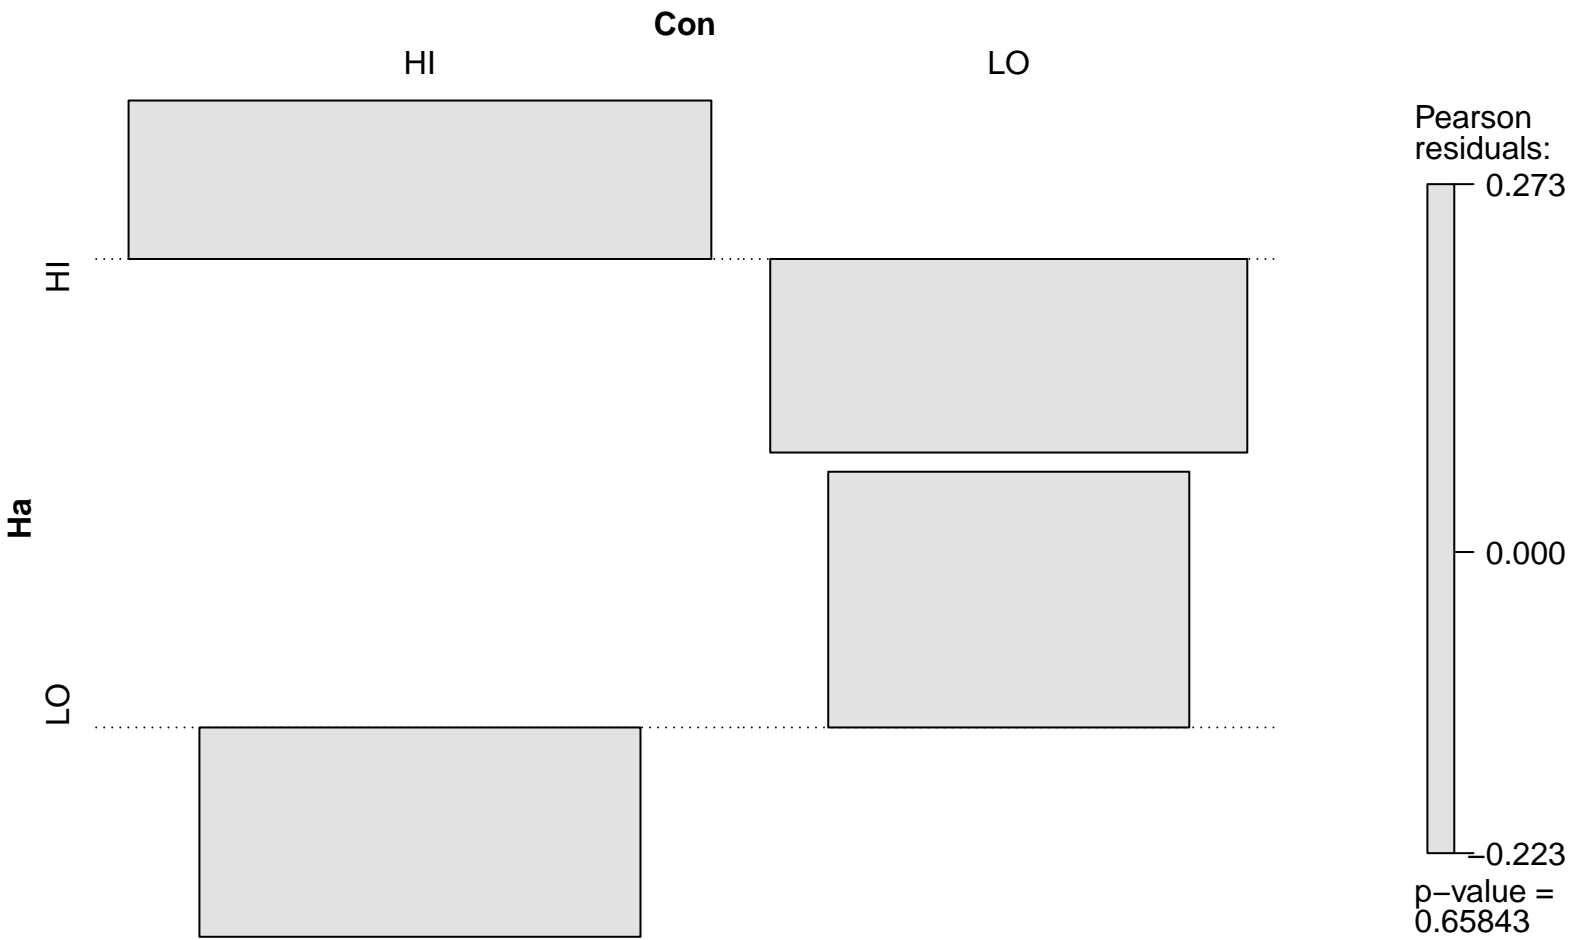 Con
HI
LO
HI
Ha
LO
Pearson
residuals:
0.273
0.000
−0.223
p−value =
0.65843